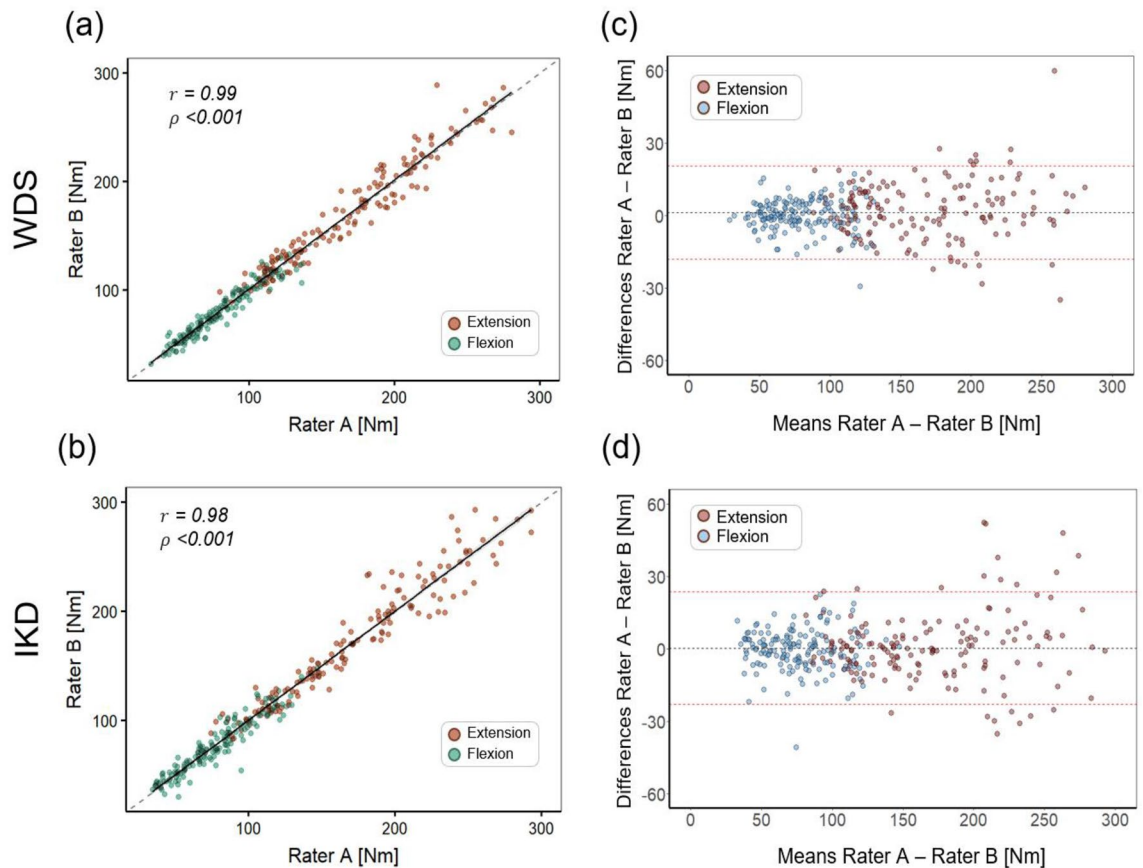 (a)
WDS
300
200
100
r = 0.99
ρ <0.001
Rater B [Nm]
Extension
Flexion
100
200
300
Rater A [Nm]
(c)
60
30
0
-30
-60
Extension
Flexion
Differences Rater A – Rater B [Nm]
0
50
100
150
200
250
300
Means Rater A – Rater B [Nm]
(b)
IKD
300
200
100
r = 0.98
ρ <0.001
Rater B [Nm]
Extension
Flexion
100
200
300
Rater A [Nm]
(d)
60
30
0
-30
-60
Extension
Flexion
Differences Rater A – Rater B [Nm]
0
50
100
150
200
250
300
Means Rater A – Rater B [Nm]